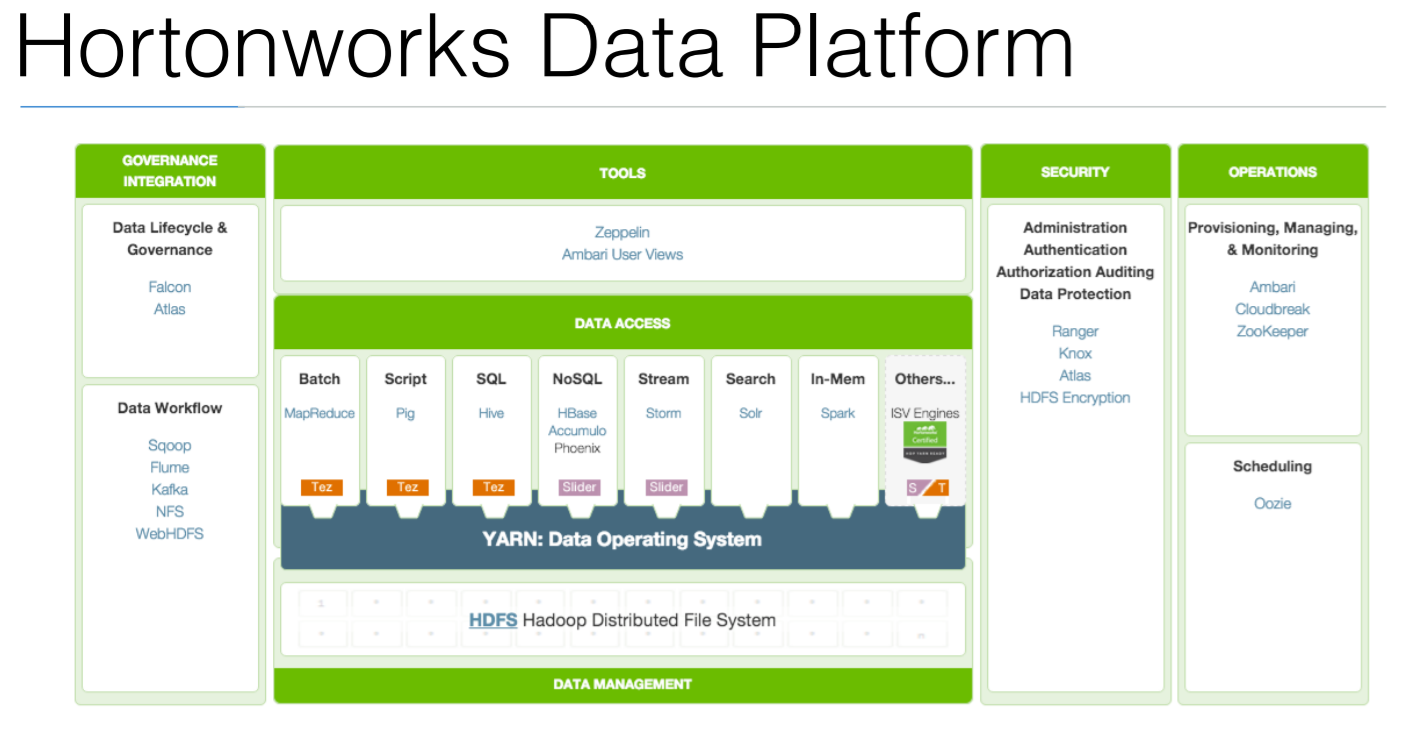 Hortonworks Data Platform
GOVERNANCE
INTEGRATION
Data Lifecycle &
Governance
Falcon
Atlas
Data Workflow
Sqoop
Flume
Kafka
NFS
WebHDFS
TOOLS
Zeppelin
Ambari User Views
DATA ACCESS
Batch
MapReduce
Tez
Script
Pig
Tez
SQL
Hive
Tez
NoSQL
HBase
Accumulo
Phoenix
Slider
Stream
Storm
Slider
Search
Solr
In-Mem
Spark
Others...
ISV Engines
Certified
S / T
YARN: Data Operating System
1
HDFS Hadoop Distributed File System
n
DATA MANAGEMENT
SECURITY
Administration
Authentication
Authorization Auditing
Data Protection
Ranger
Knox
Atlas
HDFS Encryption
OPERATIONS
Provisioning, Managing,
& Monitoring
Ambari
Cloudbreak
ZooKeeper
Scheduling
Oozie